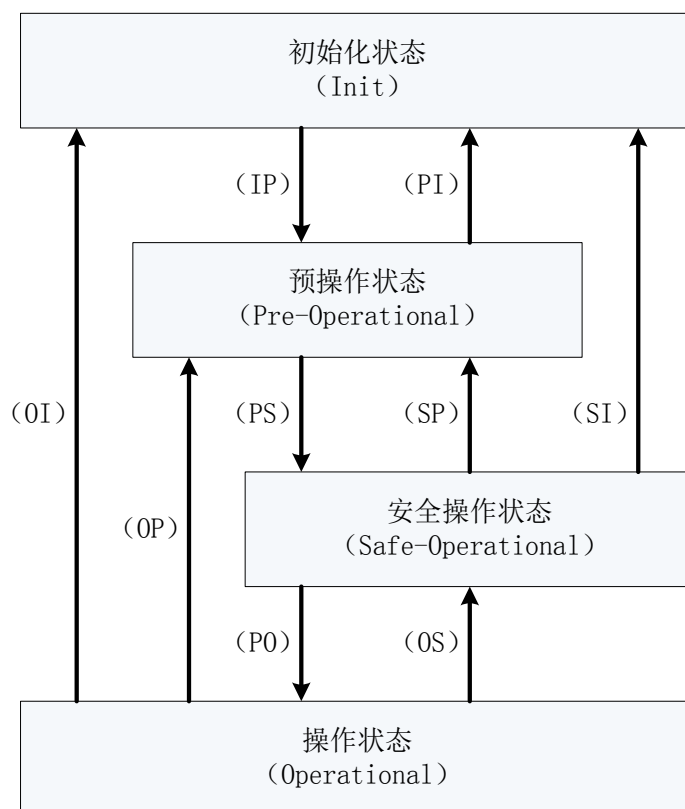 初始化状态
（Init）
（IP）
（PI）
预操作状态
（Pre-Operational）
（OI）
（PS）
（SP）
（SI）
（OP）
安全操作状态
（Safe-Operational）
（PO）
（OS）
操作状态
（Operational）